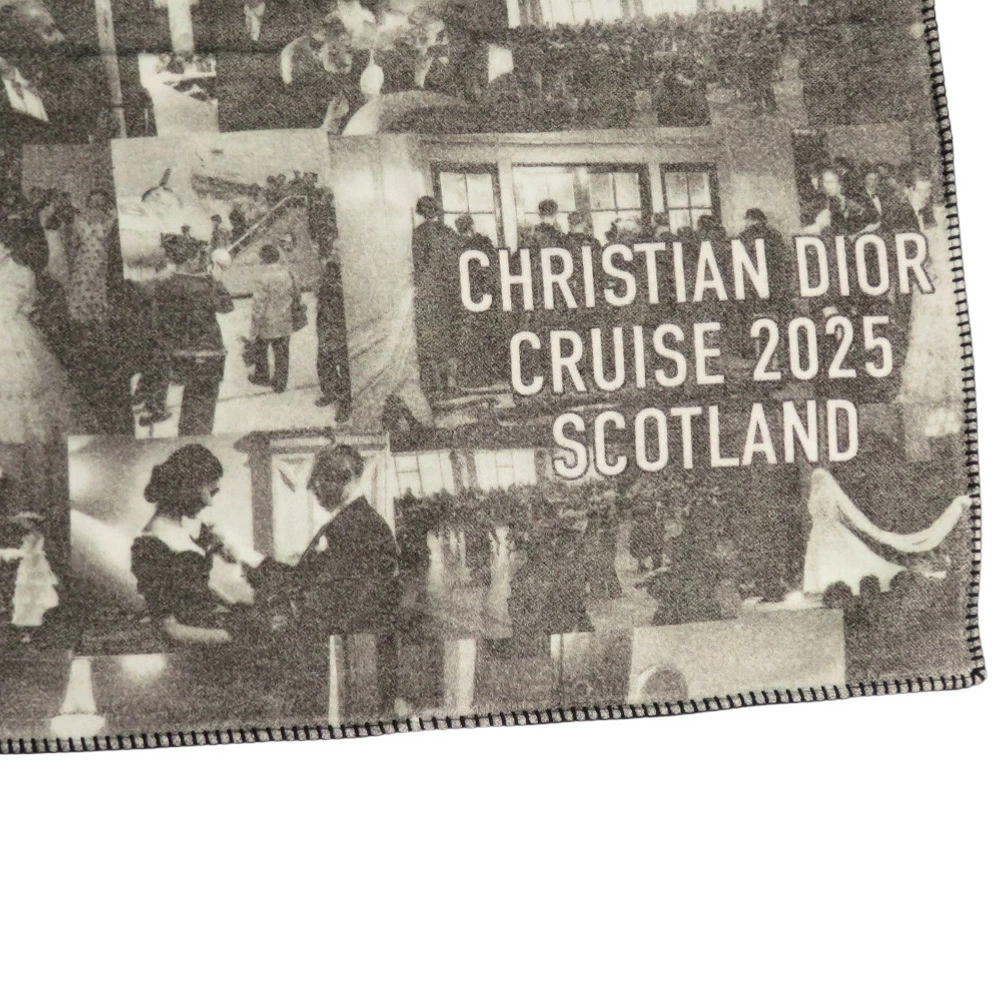 CHRISTIAN DIOR
CRUISE 2025
SCOTLAND